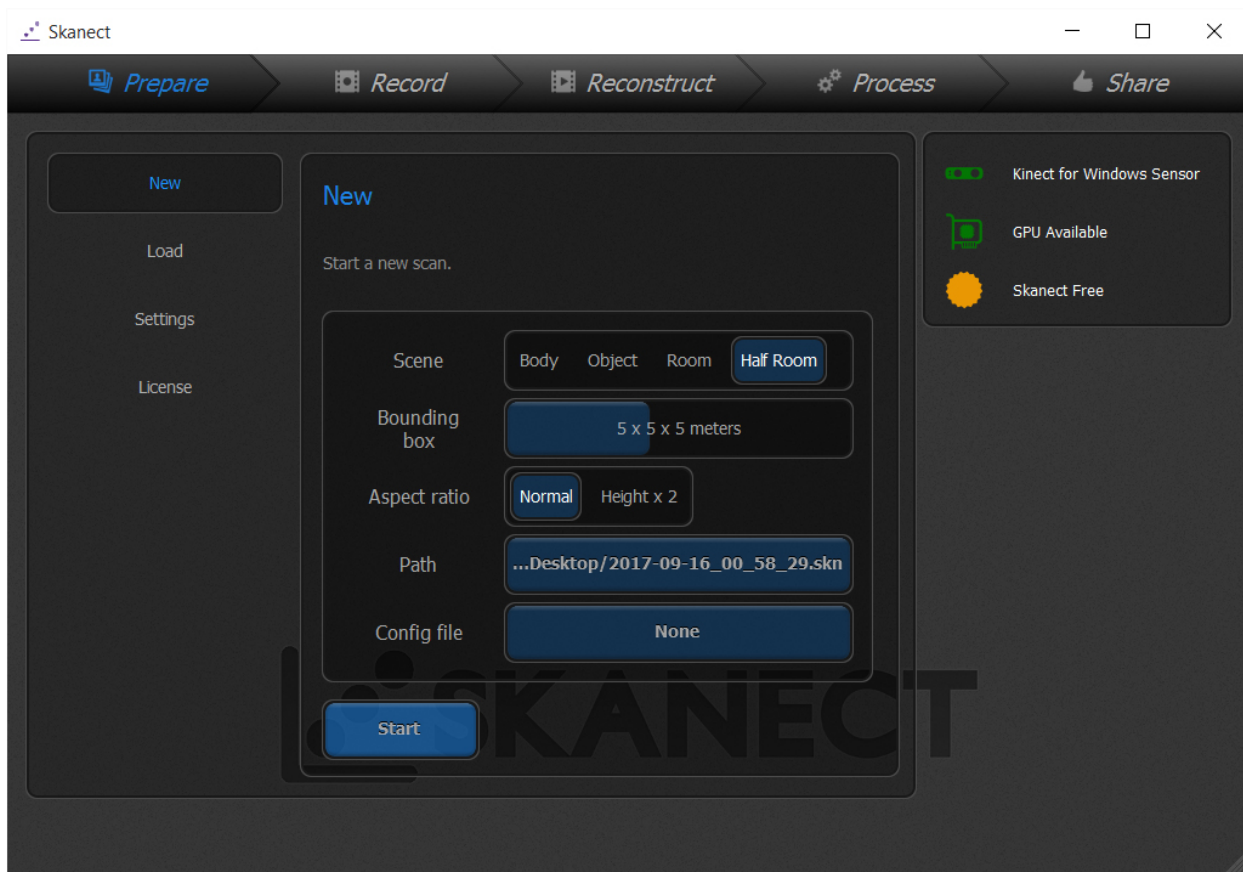 Skanect
Prepare
Record
Reconstruct
Process
Share
New
Load
Settings
License
New
Start a new scan.
Scene
Body Object Room Half Room
Bounding
box
5 x 5 x 5 meters
Aspect ratio
Normal Height x 2
Path
...Desktop/2017-09-16_00_58_29.skn
Config file
None
Start
SKANECT
Kinect for Windows Sensor
GPU Available
Skanect Free